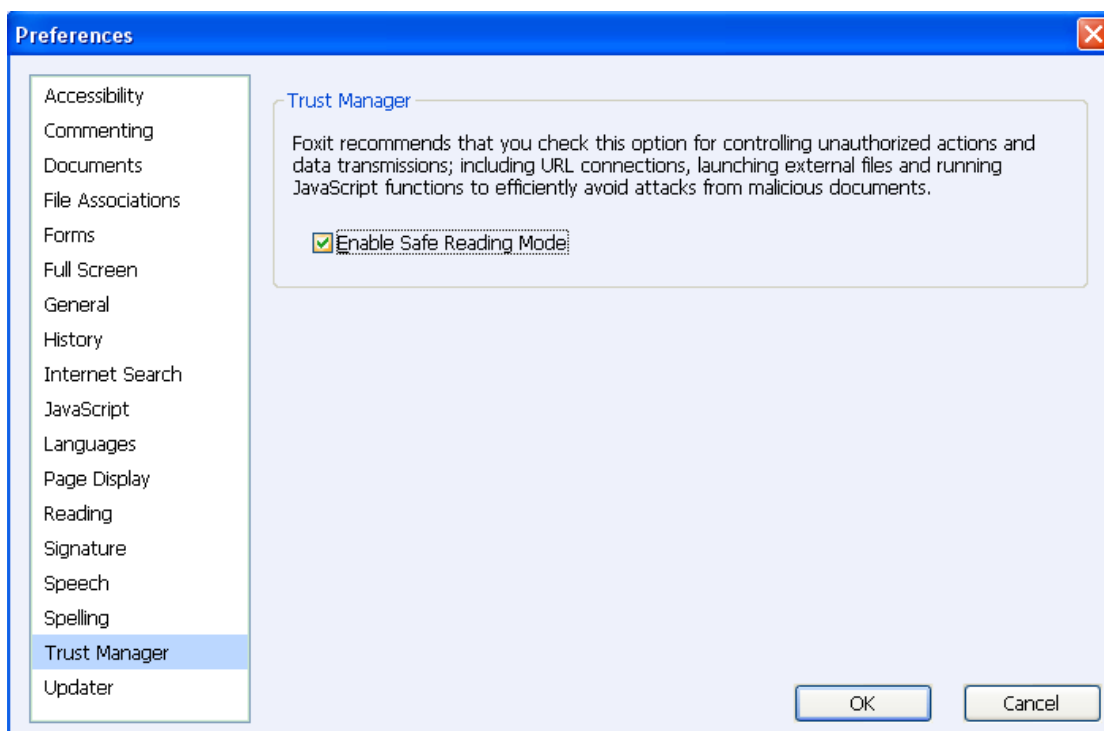 Preferences
Accessibility
Commenting
Documents
File Associations
Forms
Full Screen
General
History
Internet Search
JavaScript
Languages
Page Display
Reading
Signature
Speech
Spelling
Trust Manager
Updater
Trust Manager
Foxit recommends that you check this option for controlling unauthorized actions and
data transmissions; including URL connections, launching external files and running
JavaScript functions to efficiently avoid attacks from malicious documents.
Enable Safe Reading Mode
OK
Cancel